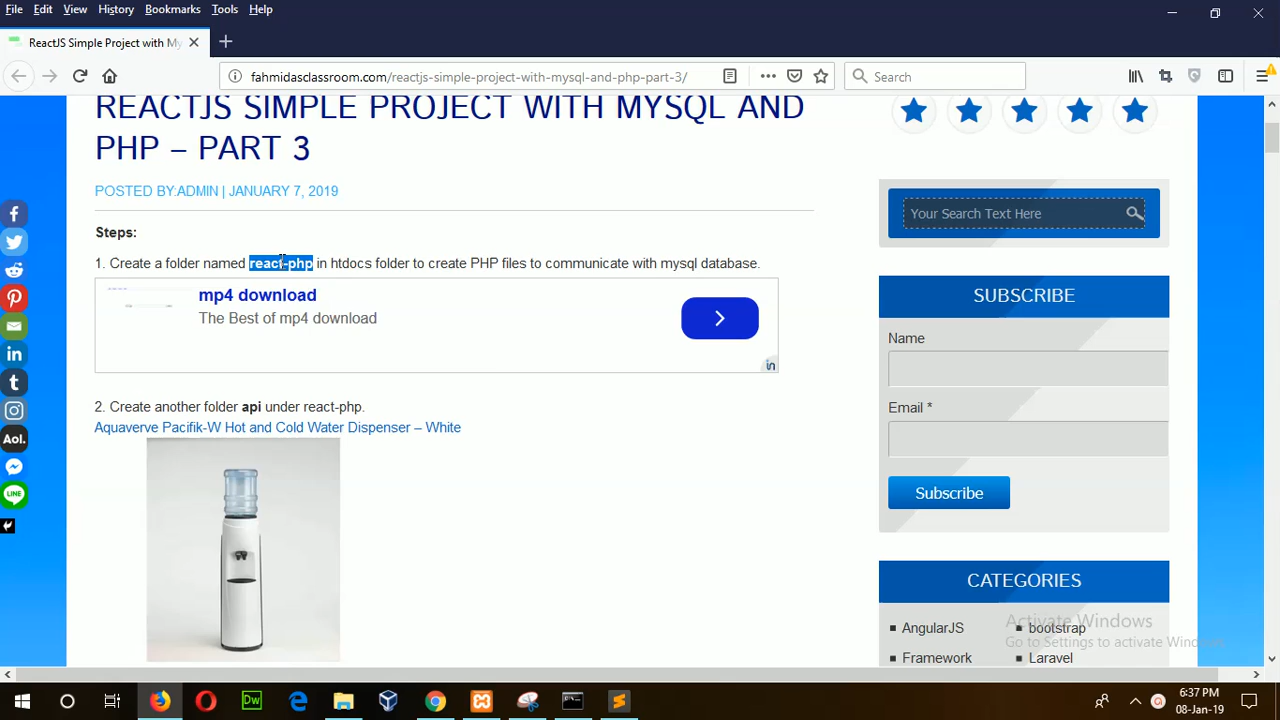 File Edit View History Bookmarks Tools Help
ReactJS Simple Project with My
fahmidasclassroom.com/reactjs-simple-project-with-mysql-and-php-part-3/
Search
REACTJS SIMPLE PROJECT WITH MYSQL AND
PHP – PART 3
POSTED BY:ADMIN | JANUARY 7, 2019
Steps:
1. Create a folder named react-php in htdocs folder to create PHP files to communicate with mysql database.
mp4 download
The Best of mp4 download
in
2. Create another folder api under react-php.
Aquaverve Pacifik-W Hot and Cold Water Dispenser – White
Your Search Text Here
SUBSCRIBE
Name
Email *
Subscribe
CATEGORIES
AngularJS
bootstrap
Framework
Laravel
Activate Windows
Go to Settings to activate Windows
Aol.
LINE
Dw
6:37 PM
08-Jan-19